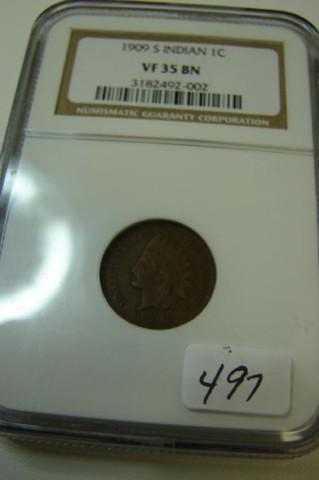 1909 S INDIAN 1C
VF 35 BN
3182492-002
NUMISMATIC GUARANTY CORPORATION
497